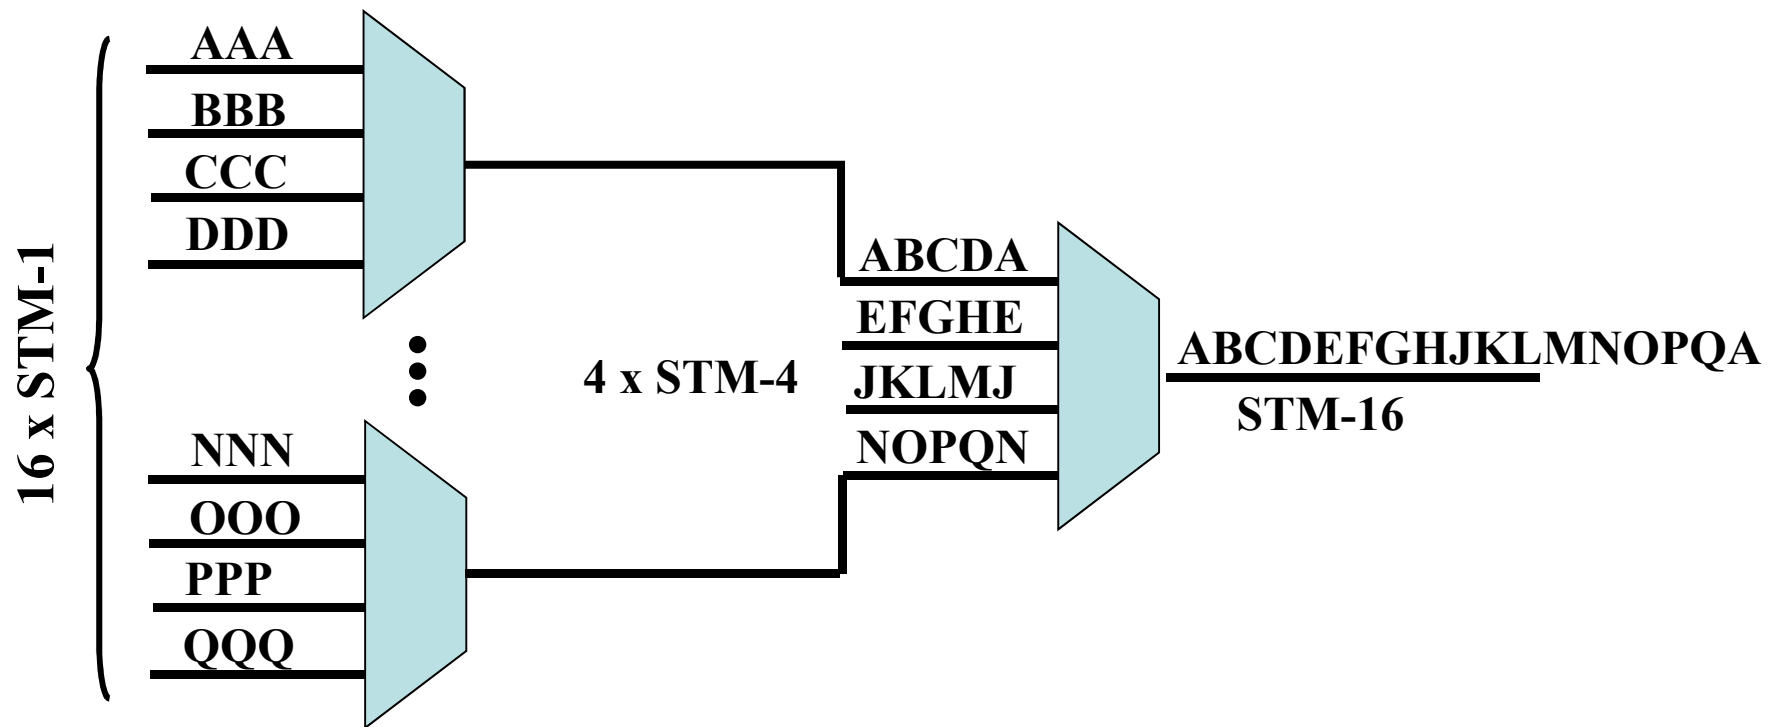 16 x STM-1
AAA
BBB
CCC
DDD
NNN
OOO
PPP
QQQ
4 x STM-4
ABCDA
EFGHE
JKLMJ
NOPQN
ABCDEFGHJKLMNOPQA
STM-16